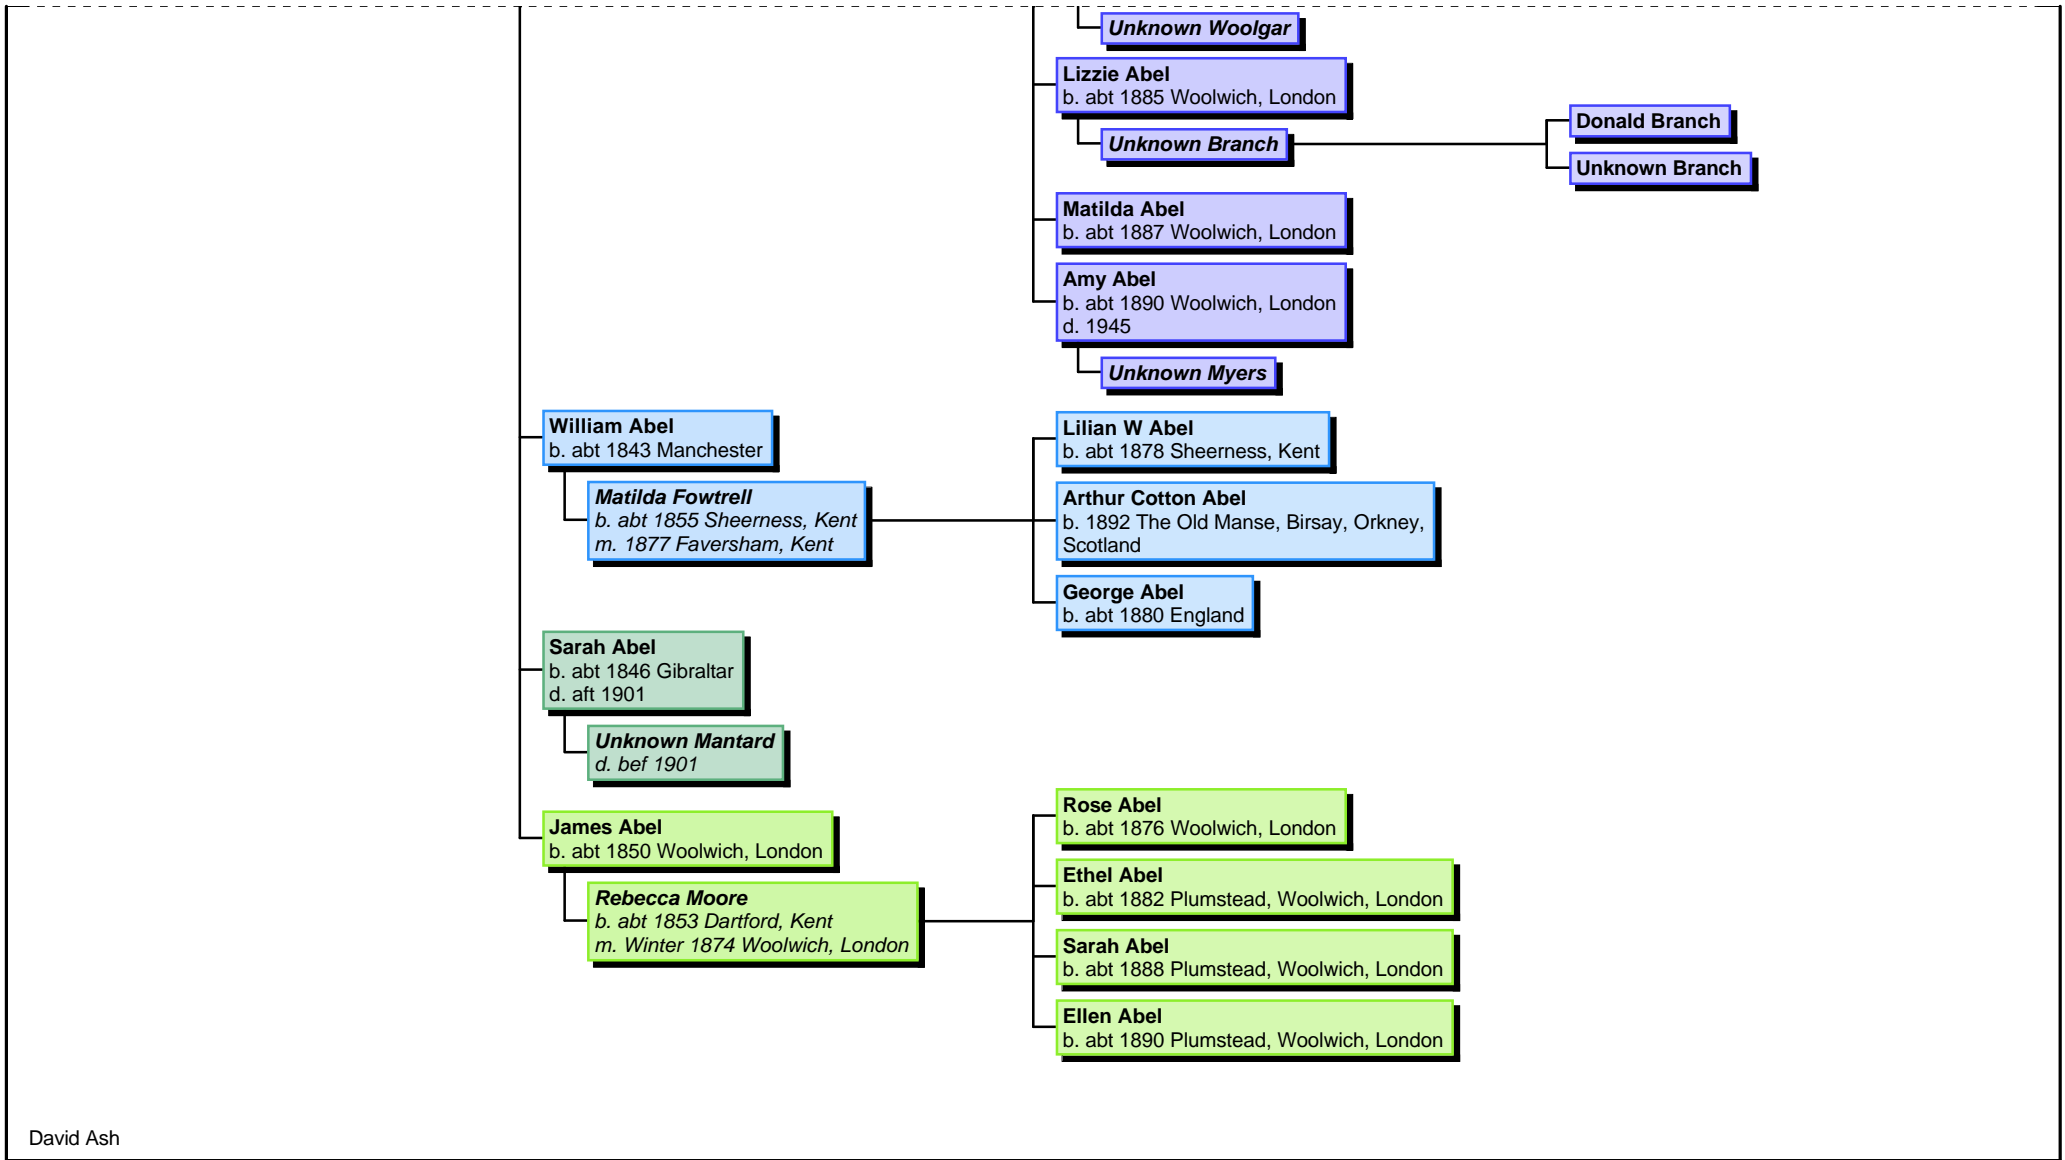 Unknown Woolgar
Lizzie Abel
b. abt 1885 Woolwich, London
Unknown Branch
Donald Branch
Unknown Branch
Matilda Abel
b. abt 1887 Woolwich, London
Amy Abel
b. abt 1890 Woolwich, London
d. 1945
Unknown Myers
William Abel
b. abt 1843 Manchester
Matilda Fowtrell
b. abt 1855 Sheerness, Kent
m. 1877 Faversham, Kent
Lilian W Abel
b. abt 1878 Sheerness, Kent
Arthur Cotton Abel
b. 1892 The Old Manse, Birsay, Orkney,
Scotland
George Abel
b. abt 1880 England
Sarah Abel
b. abt 1846 Gibraltar
d. aft 1901
Unknown Mantard
d. bef 1901
James Abel
b. abt 1850 Woolwich, London
Rebecca Moore
b. abt 1853 Dartford, Kent
m. Winter 1874 Woolwich, London
Rose Abel
b. abt 1876 Woolwich, London
Ethel Abel
b. abt 1882 Plumstead, Woolwich, London
Sarah Abel
b. abt 1888 Plumstead, Woolwich, London
Ellen Abel
b. abt 1890 Plumstead, Woolwich, London
David Ash